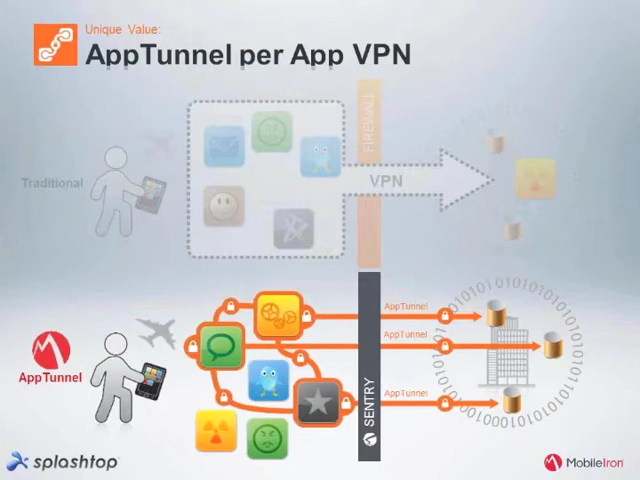 Unique Value:
AppTunnel per App VPN
FIREWALL
Traditional
VPN
AppTunnel
AppTunnel
AppTunnel
AppTunnel
SENTRY
splashtop
MobileIron